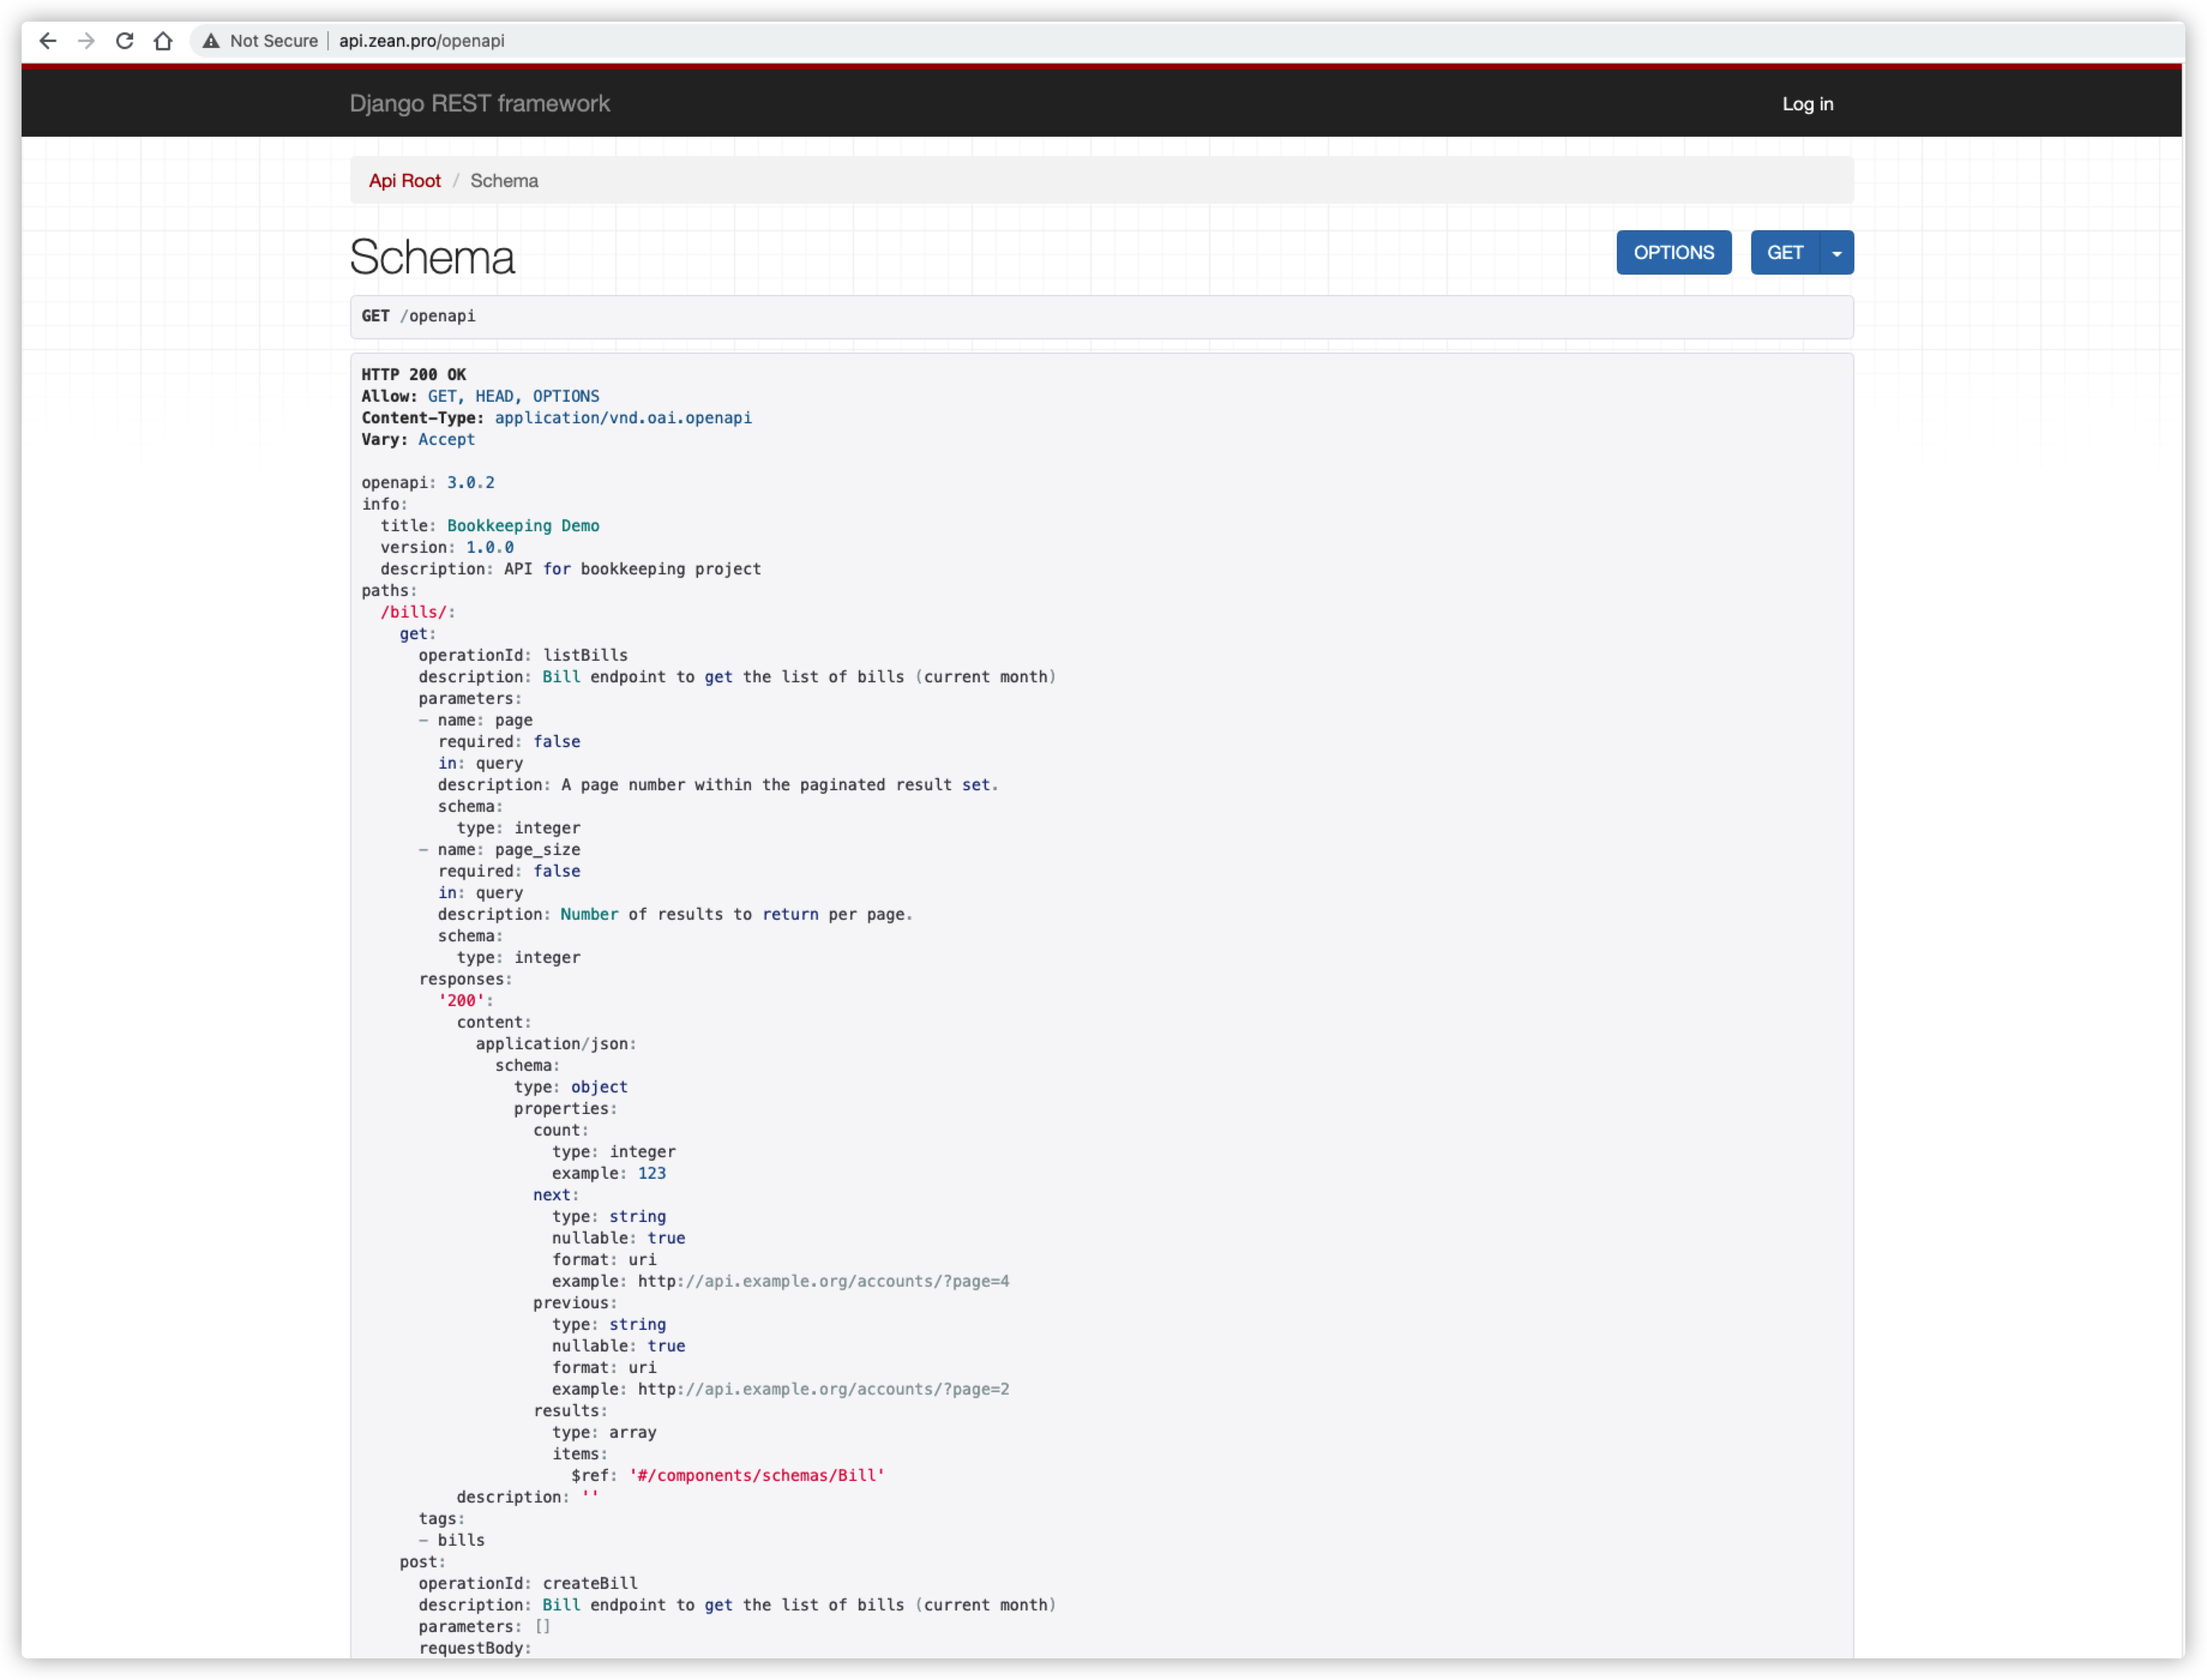 Not Secure | api.zean.pro/openapi
Django REST framework
Log in
Api Root / Schema
Schema
OPTIONS
GET
GET /openapi
HTTP 200 OK
Allow: GET, HEAD, OPTIONS
Content-Type: application/vnd.oai.openapi
Vary: Accept
openapi: 3.0.2
info:
  title: Bookkeeping Demo
  version: 1.0.0
  description: API for bookkeeping project
paths:
  /bills/:
    get:
      operationId: listBills
      description: Bill endpoint to get the list of bills (current month)
      parameters:
      - name: page
        required: false
        in: query
        description: A page number within the paginated result set.
        schema:
          type: integer
      - name: page_size
        required: false
        in: query
        description: Number of results to return per page.
        schema:
          type: integer
      responses:
        '200':
          content:
            application/json:
              schema:
                type: object
                properties:
                  count:
                    type: integer
                    example: 123
                  next:
                    type: string
                    nullable: true
                    format: uri
                    example: http://api.example.org/accounts/?page=4
                  previous:
                    type: string
                    nullable: true
                    format: uri
                    example: http://api.example.org/accounts/?page=2
                  results:
                    type: array
                    items:
                      $ref: '#/components/schemas/Bill'
          description: ''
      tags:
      - bills
    post:
      operationId: createBill
      description: Bill endpoint to get the list of bills (current month)
      parameters: []
      requestBody: